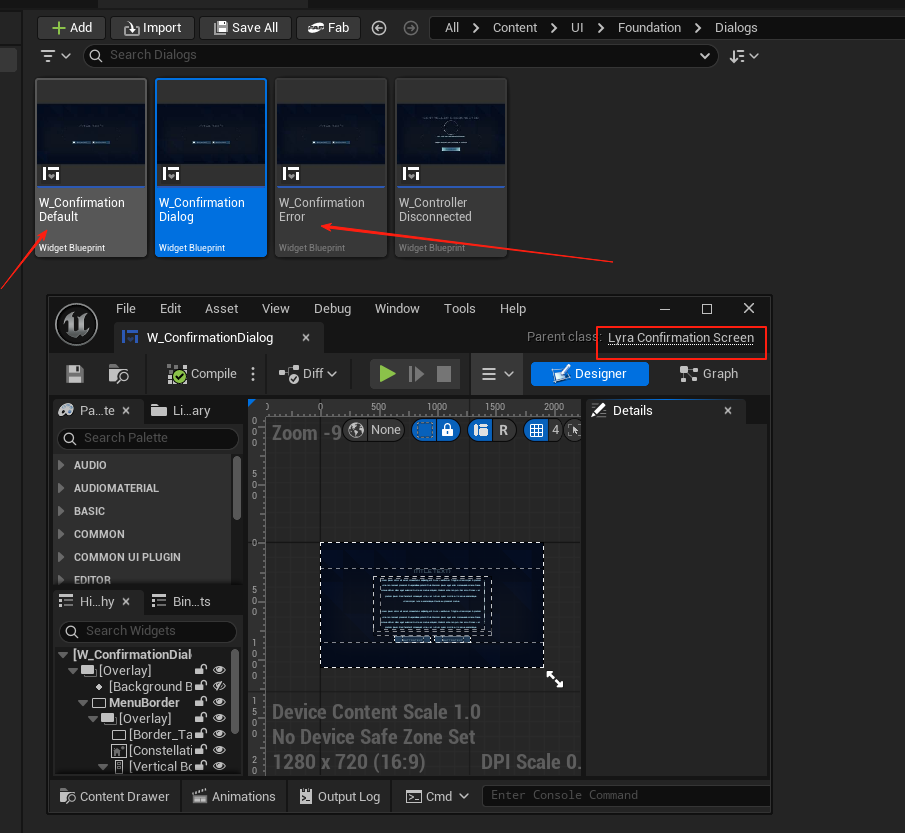 Add
Import
Save All
Fab
All > Content > UI > Foundation > Dialogs
Search Dialogs
W_Confirmation
Default
Widget Blueprint
W_Confirmation
Dialog
Widget Blueprint
W_Confirmation
Error
Widget Blueprint
W_Controller
Disconnected
Widget Blueprint
File Edit Asset View Debug Window Tools Help
W_ConfirmationDialog
Parent class: Lyra Confirmation Screen
Compile
Diff
Designer
Graph
Pa...te
Li...ary
Search Palette
AUDIO
AUDIOMATERIAL
BASIC
COMMON
COMMON UI PLUGIN
EDITOR
Hi...hy
Bin...ts
Search Widgets
[W_ConfirmationDial
[Overlay]
[Background B
MenuBorder
[Overlay]
[Border_Ta
[Constellati
[Vertical Bo
0 500 1000 1500 2000
Zoom -9
None
R
4
Device Content Scale 1.0
No Device Safe Zone Set
1280 x 720 (16:9)
DPI Scale 0.
Details
Content Drawer
Animations
Output Log
Cmd
Enter Console Command